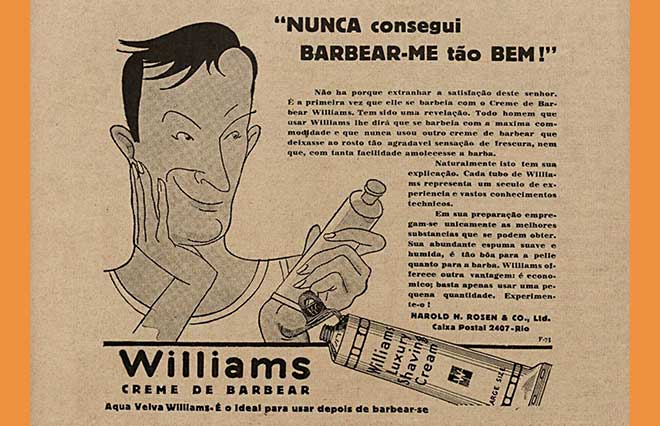 "NUNCA consegui
BARBEAR-ME tão BEM!"
Não ha porque extranhar a satisfação deste senhor.
É a primeira vez que elle se barbeia com o Creme de Bar-
bear Williams. Tem sido uma revelação. Todo homem que
usar Williams lhe dirá que se barbeia com a maxima com-
modidade e que nunca usou outro creme de barbear que
deixasse ao rosto tão agradavel sensação de frescura, nem
que, com tanta facilidade amolecesse a barba.
Naturalmente isto tem sua
explicação. Cada tubo de Willia-
ms representa um seculo de ex-
periencia e vastos conhecimentos
technicos.
Em sua preparação empre-
gam-se unicamente as melhores
substancias que se podem obter.
Sua abundante espuma suave e
humida, é tão bôa para a pelle
quanto para a barba. Williams of-
ferece outra vantagem: é econo-
mico; basta apenas usar uma pe-
quena quantidade. Experimen-
te-o!
HAROLD H. ROSEN & CO., Ltd.
Caixa Postal 2407-Rio
Williams
Luxury
Shaving
Cream
LARGE SIZE
Williams
CREME DE BARBEAR
Aqua Velva Williams-É o ideal para usar depois de barbear-se